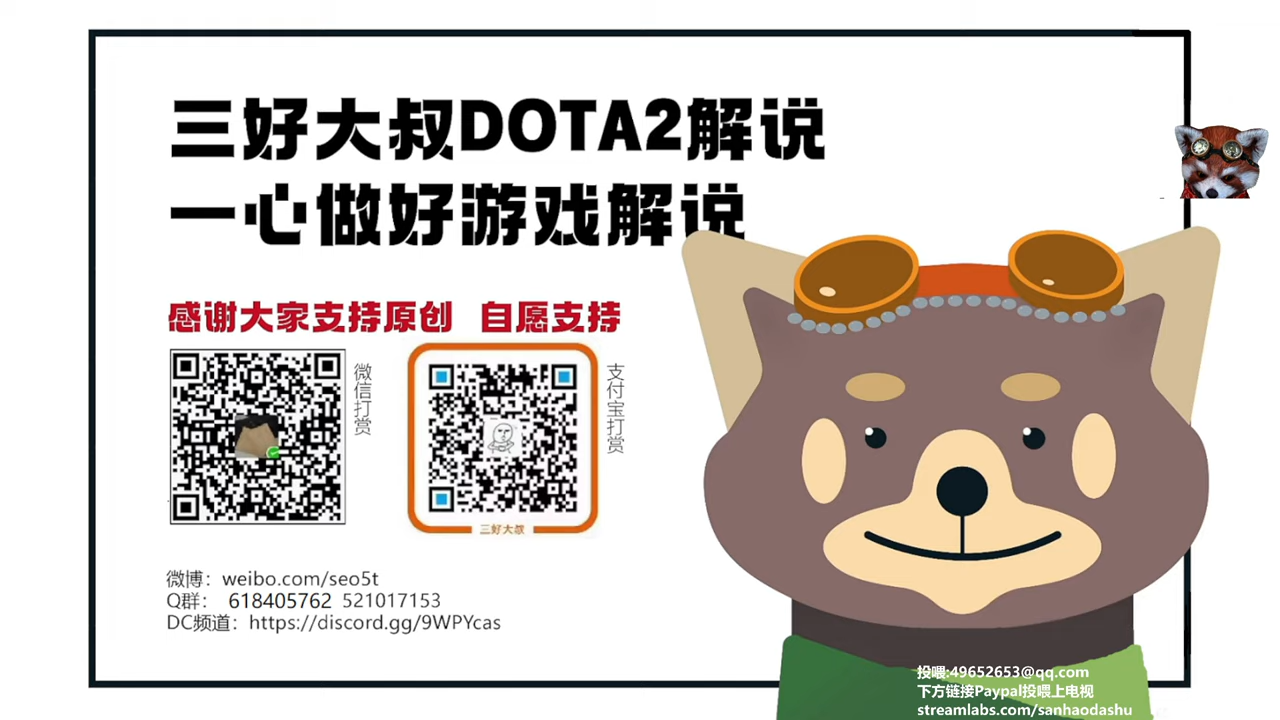 三好大叔DOTA2解说
一心做好游戏解说
感谢大家支持原创 自愿支持
微信打赏
支付宝打赏
三好大叔
微博：weibo.com/seo5t
Q群： 618405762 521017153
DC频道：https://discord.gg/9WPYcas
投喂:49652653@qq.com
下方链接Paypal投喂上电视
streamlabs.com/sanhaodashu